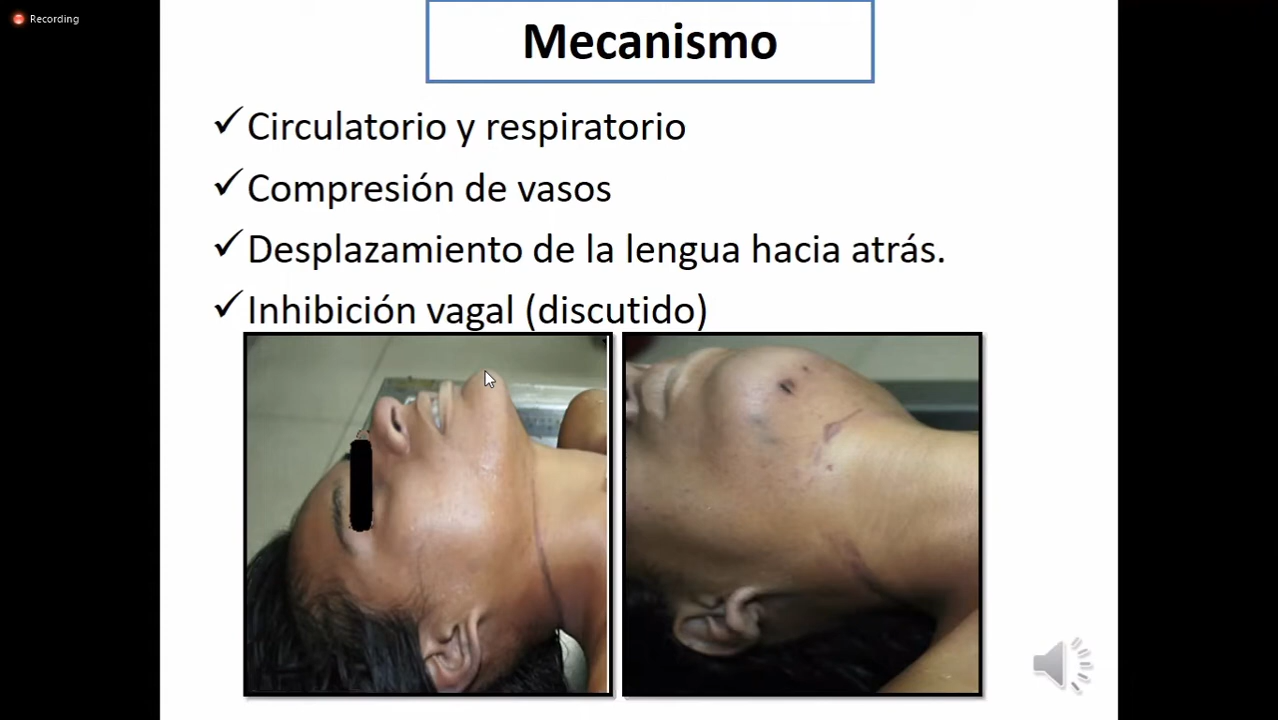 Recording
Mecanismo
✓Circulatorio y respiratorio
✓Compresión de vasos
✓Desplazamiento de la lengua hacia atrás.
✓Inhibición vagal (discutido)